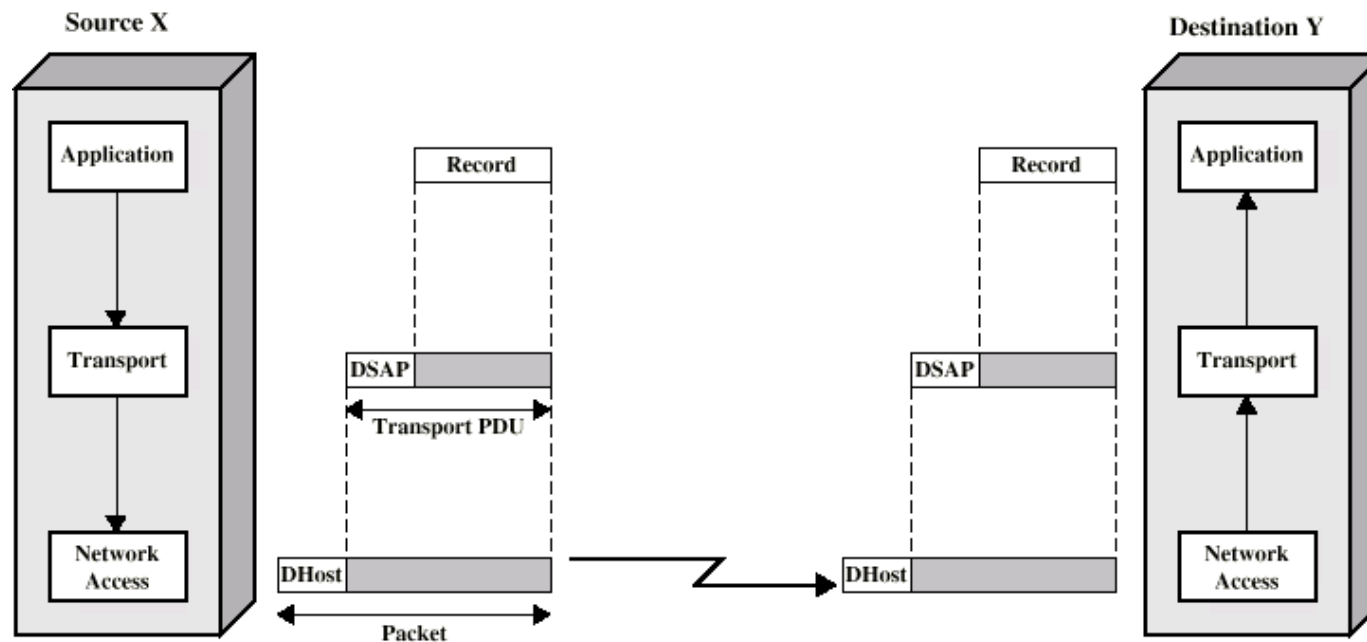 Source X
Destination Y
Application
Record
Record
Application
Transport
DSAP
Transport PDU
DSAP
Transport
Network
Access
DHost
Packet
DHost
Network
Access